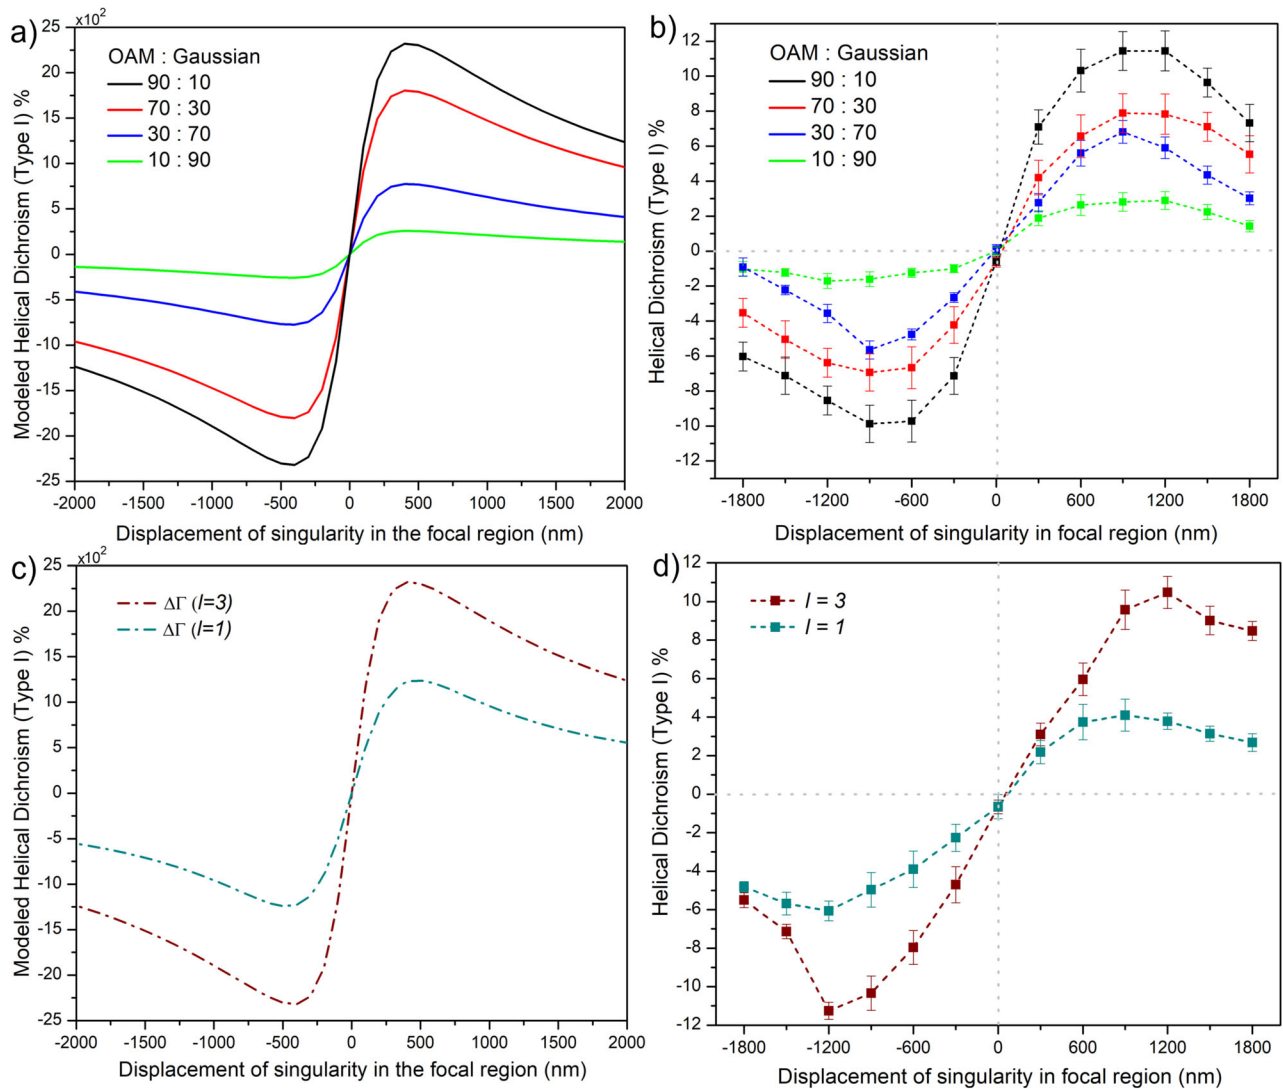 a)
x10²
25
20
15
10
5
0
-5
-10
-15
-20
-25
Modeled Helical Dichroism (Type I) %
OAM : Gaussian
90 : 10
70 : 30
30 : 70
10 : 90
-2000 -1500 -1000 -500 0 500 1000 1500 2000
Displacement of singularity in the focal region (nm)
b)
12
10
8
6
4
2
0
-2
-4
-6
-8
-10
-12
Helical Dichroism (Type I) %
OAM : Gaussian
90 : 10
70 : 30
30 : 70
10 : 90
-1800 -1200 -600 0 600 1200 1800
Displacement of singularity in focal region (nm)
c)
x10²
25
20
15
10
5
0
-5
-10
-15
-20
-25
Modeled Helical Dichroism (Type I) %
ΔΓ (l=3)
ΔΓ (l=1)
-2000 -1500 -1000 -500 0 500 1000 1500 2000
Displacement of singularity in the focal region (nm)
d)
12
10
8
6
4
2
0
-2
-4
-6
-8
-10
-12
Helical Dichroism (Type I) %
l = 3
l = 1
-1800 -1200 -600 0 600 1200 1800
Displacement of singularity in focal region (nm)